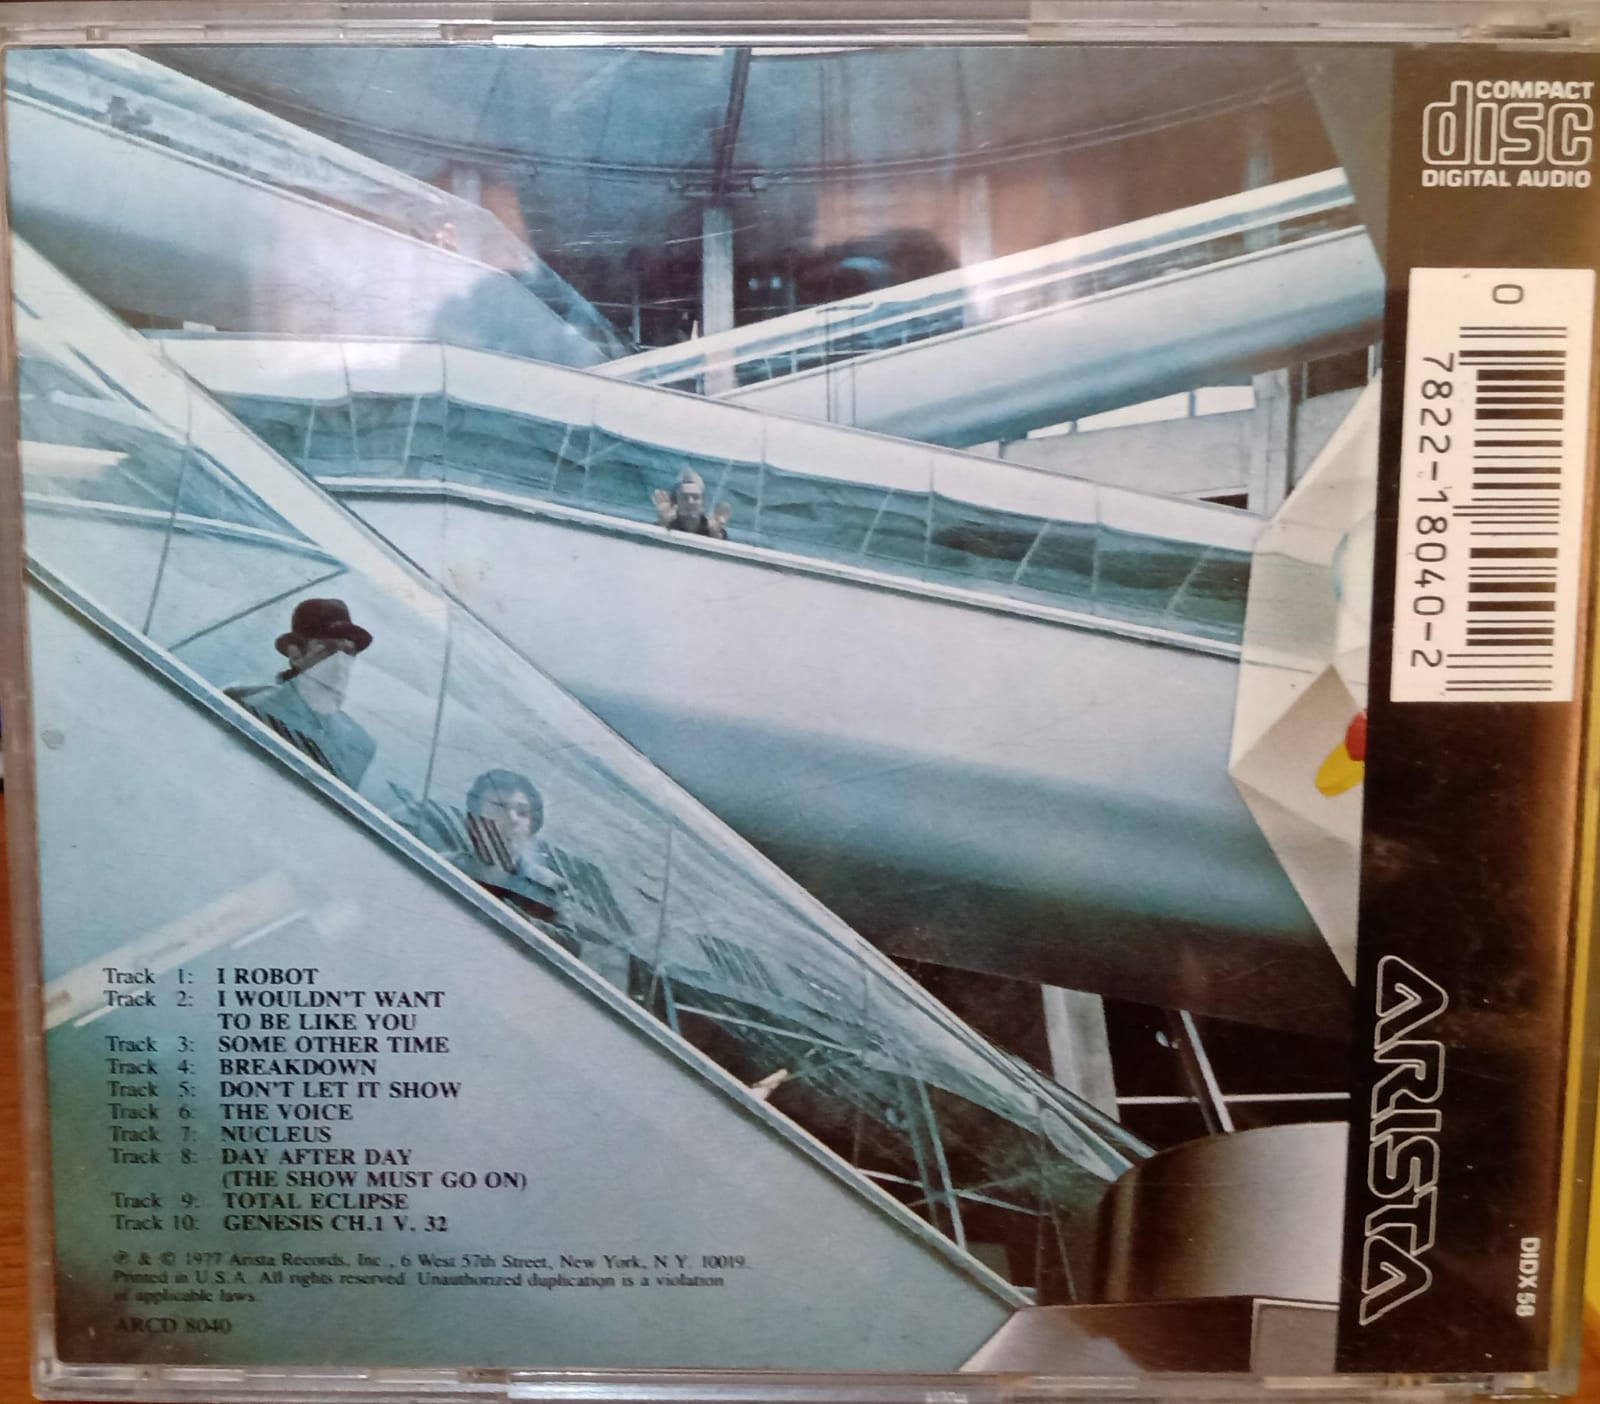 COMPACT
disc
DIGITAL AUDIO
0
7822-18040-2
ARISTA
DIDX 58
Track 1: I ROBOT
Track 2: I WOULDN'T WANT
TO BE LIKE YOU
Track 3: SOME OTHER TIME
Track 4: BREAKDOWN
Track 5: DON'T LET IT SHOW
Track 6: THE VOICE
Track 7: NUCLEUS
Track 8: DAY AFTER DAY
(THE SHOW MUST GO ON)
Track 9: TOTAL ECLIPSE
Track 10: GENESIS CH.1 V. 32
℗ & © 1977 Arista Records, Inc., 6 West 57th Street, New York, N.Y. 10019.
Printed in U.S.A. All rights reserved. Unauthorized duplication is a violation
of applicable laws.
ARCD 8040